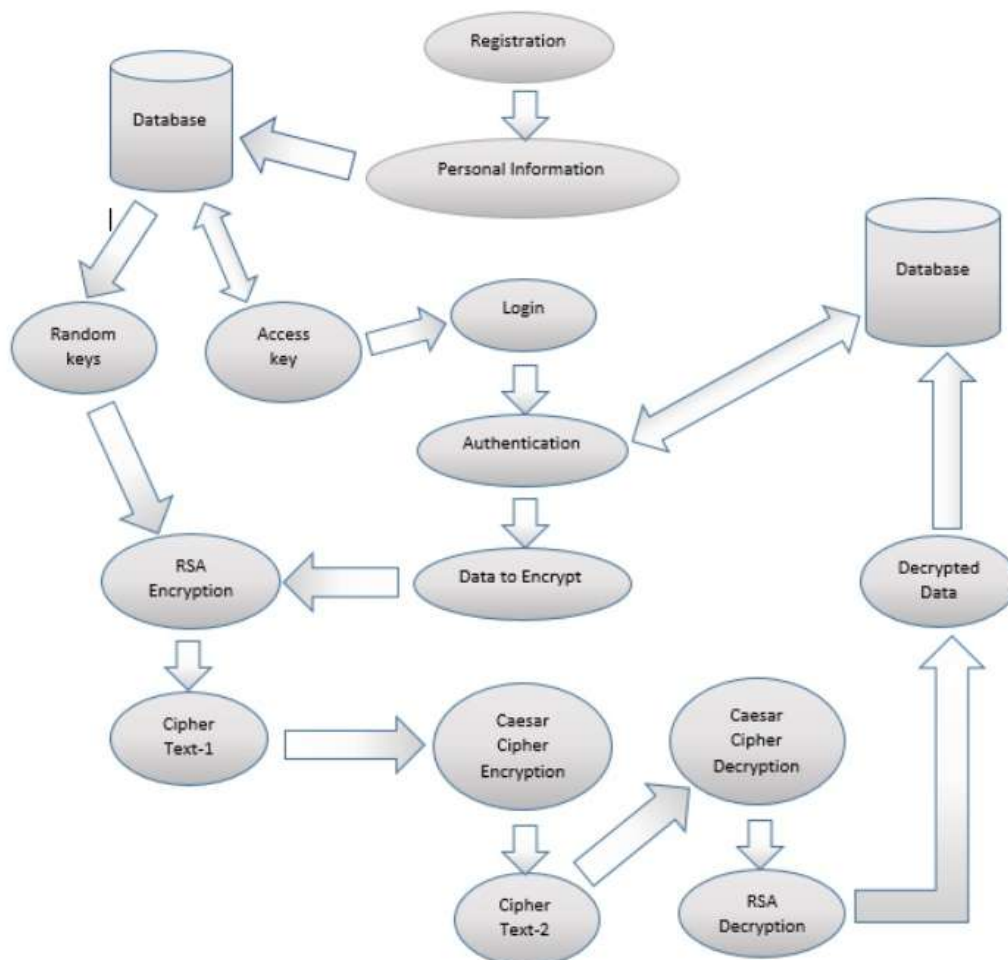 Registration
Database
Personal Information
Database
Random
keys
Access
key
Login
Authentication
RSA
Encryption
Data to Encrypt
Decrypted
Data
Cipher
Text-1
Caesar
Cipher
Encryption
Caesar
Cipher
Decryption
Cipher
Text-2
RSA
Decryption